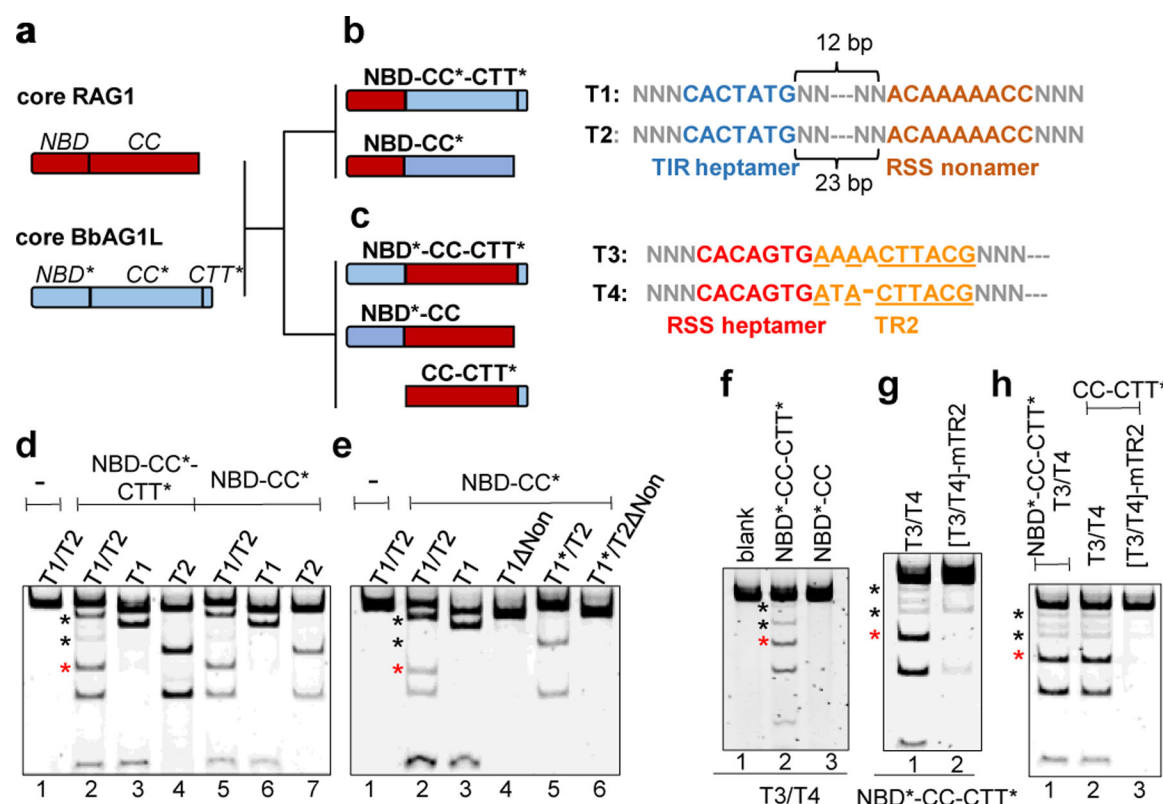 a
core RAG1
NBD CC
core BbAG1L
NBD* CC* CTT*
b
NBD-CC*-CTT*
NBD-CC*
12 bp
T1: NNNCACTATGNN---NNACAAAAACCNNN
T2: NNNCACTATGNN---NNACAAAAACCNNN
TIR heptamer
23 bp
RSS nonamer
c
NBD*-CC-CTT*
NBD*-CC
CC-CTT*
T3: NNNCACAGTGAAAACTTACGNNN---
T4: NNNCACAGTGATA-CTTACGNNN---
RSS heptamer TR2
d
-
NBD-CC*-
CTT*
NBD-CC*
T1/T2
T1/T2
T1
T2
T1/T2
T1
T2
*
*
*
1 2 3 4 5 6 7
e
-
NBD-CC*
T1/T2
T1/T2
T1
T1ΔNon
T1*/T2
T1*/T2ΔNon
*
*
*
1 2 3 4 5 6
f
blank
NBD*-CC-CTT*
NBD*-CC
*
*
*
1 2 3
T3/T4
g
T3/T4
[T3/T4]-mTR2
*
*
*
1 2
NBD*-CC-CTT*
h
CC-CTT*
NBD*-CC-CTT*
T3/T4
T3/T4
[T3/T4]-mTR2
*
*
*
1 2 3